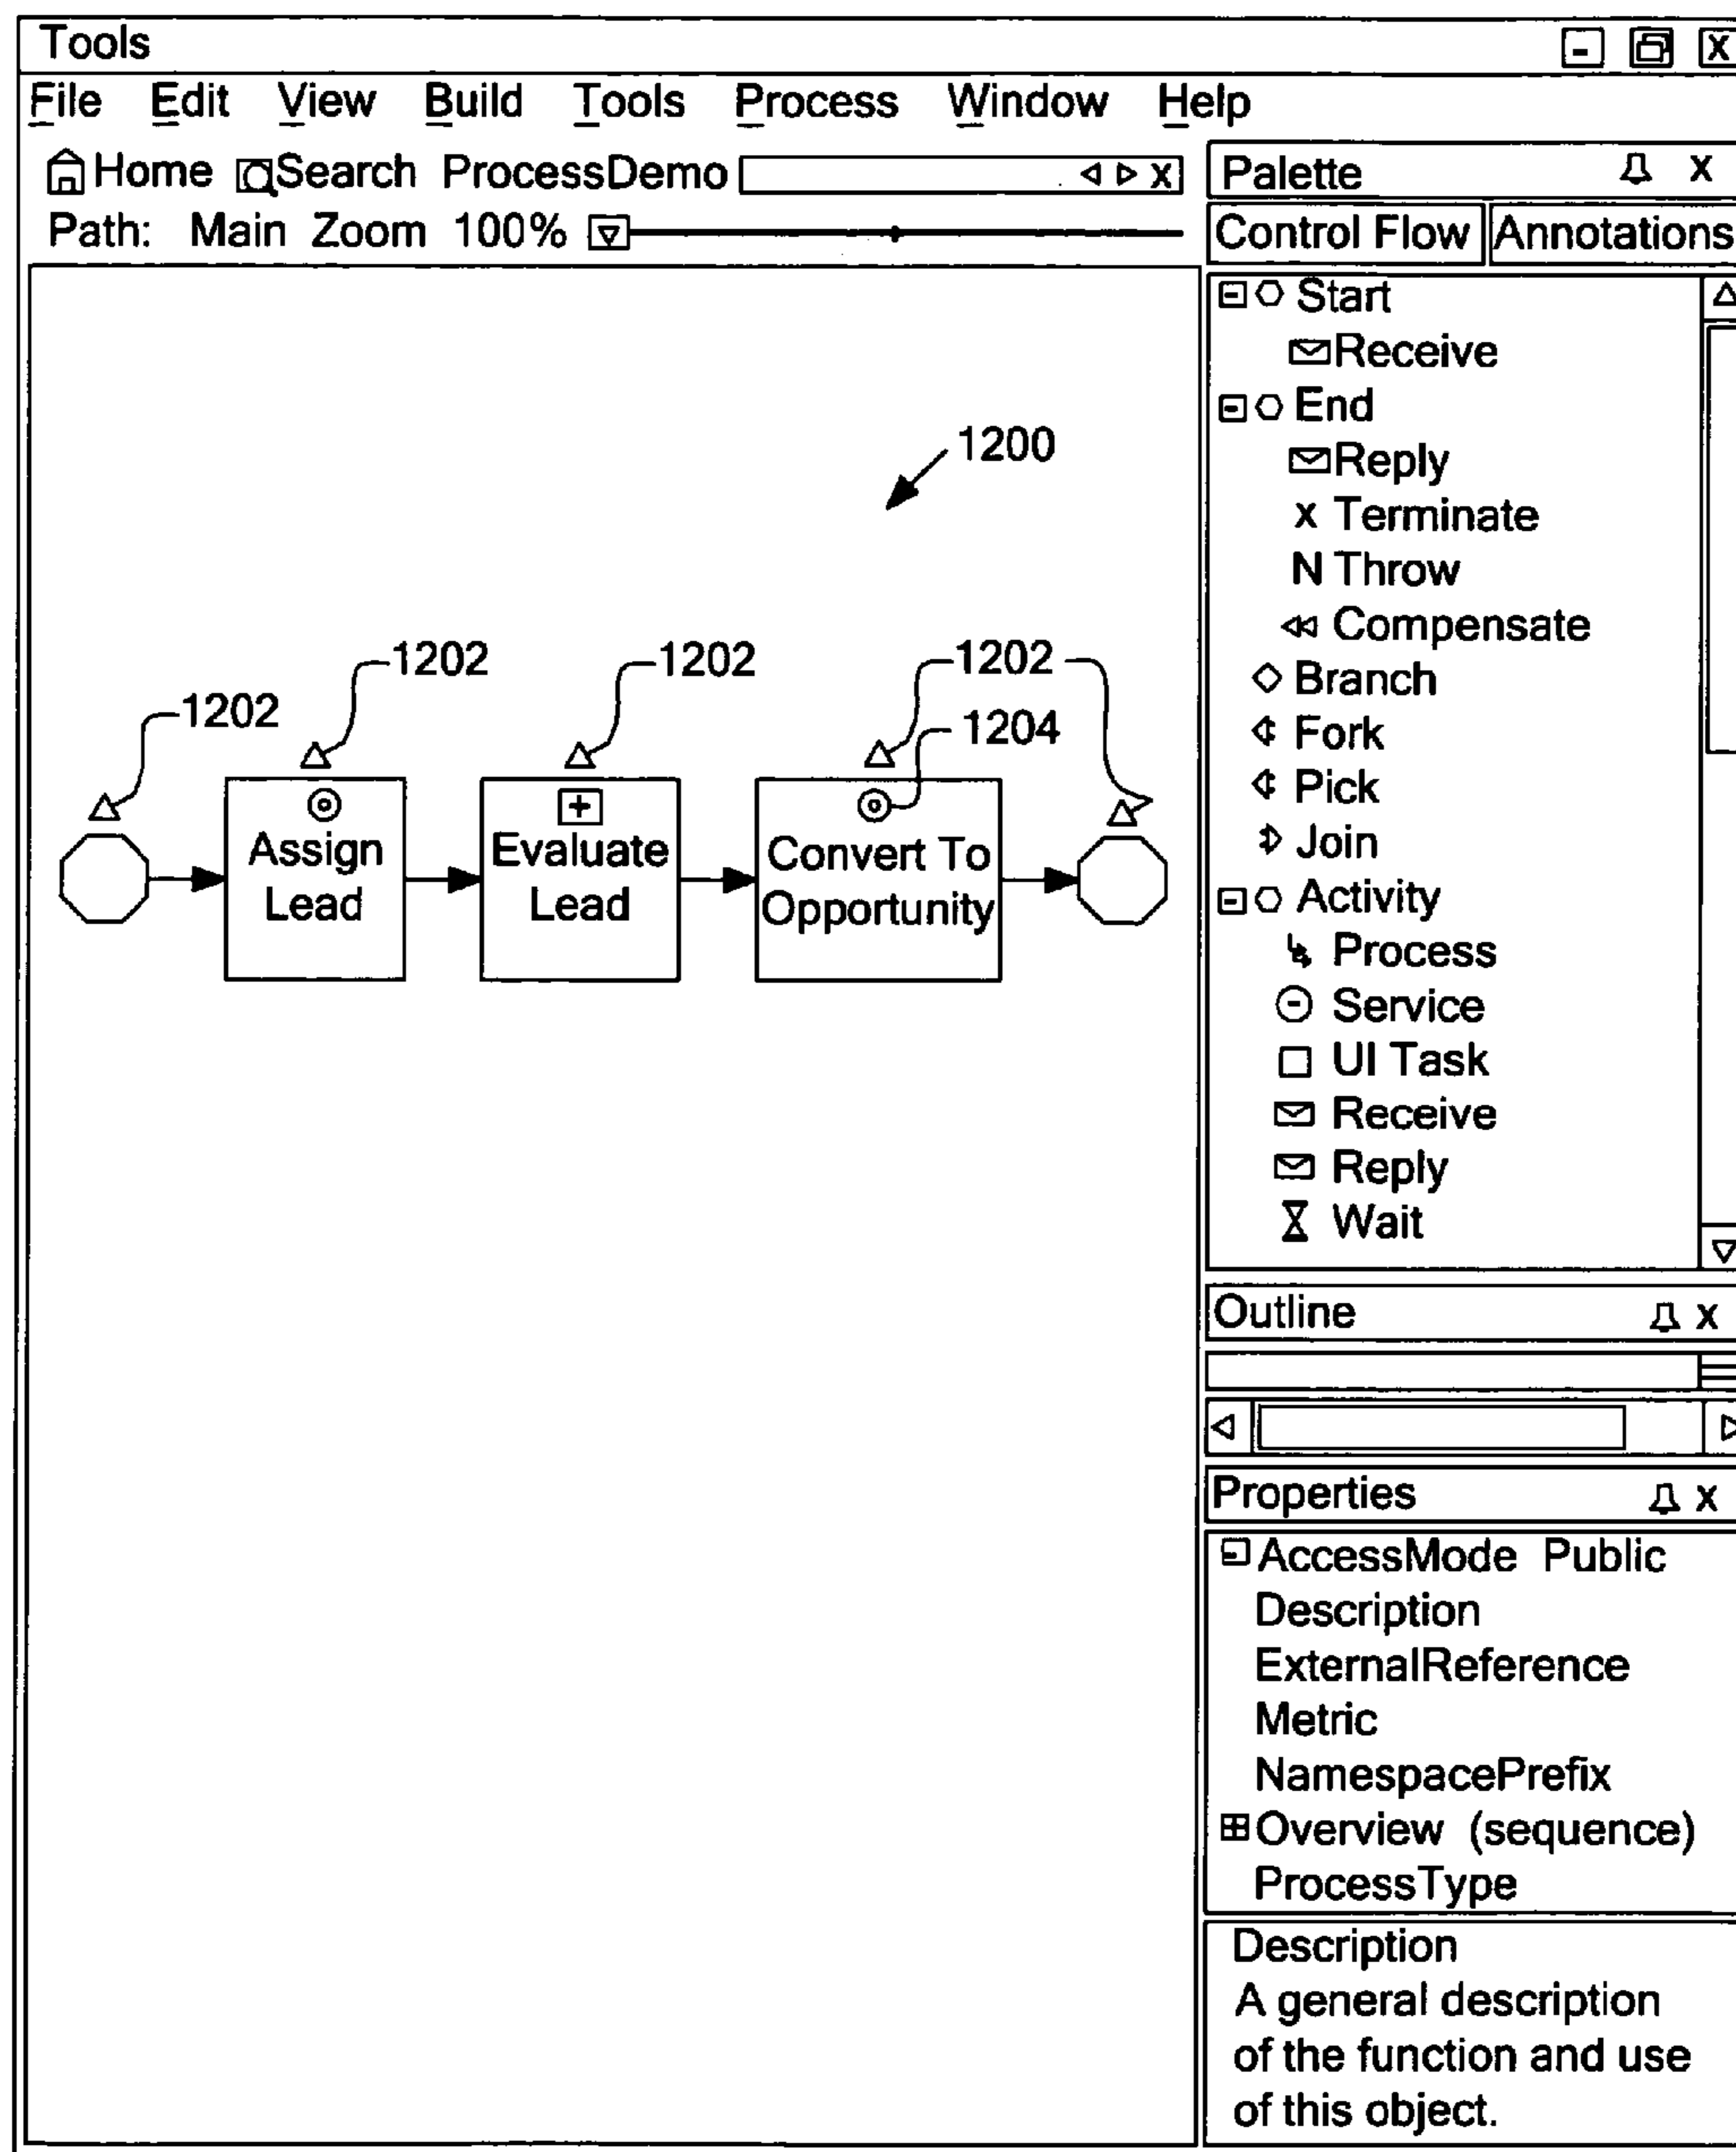 Tools
File Edit View Build Tools Process Window Help
Home Search ProcessDemo
Path: Main Zoom 100%
1200
1202
1202
1202
1202
1204
Assign
Lead
Evaluate
Lead
Convert To
Opportunity
Palette X
Control Flow Annotations
Start
Receive
End
Reply
x Terminate
N Throw
Compensate
Branch
Fork
Pick
Join
Activity
Process
Service
UI Task
Receive
Reply
Wait
Outline X
Properties X
AccessMode Public
Description
ExternalReference
Metric
NamespacePrefix
Overview (sequence)
ProcessType
Description
A general description
of the function and use
of this object.